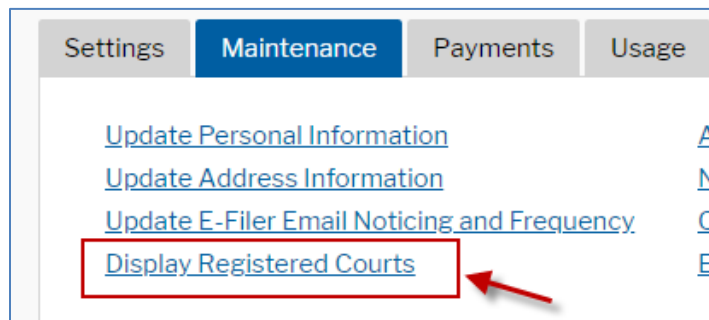 Settings Maintenance Payments Usage
Update Personal Information
Update Address Information
Update E-Filer Email Noticing and Frequency
Display Registered Courts